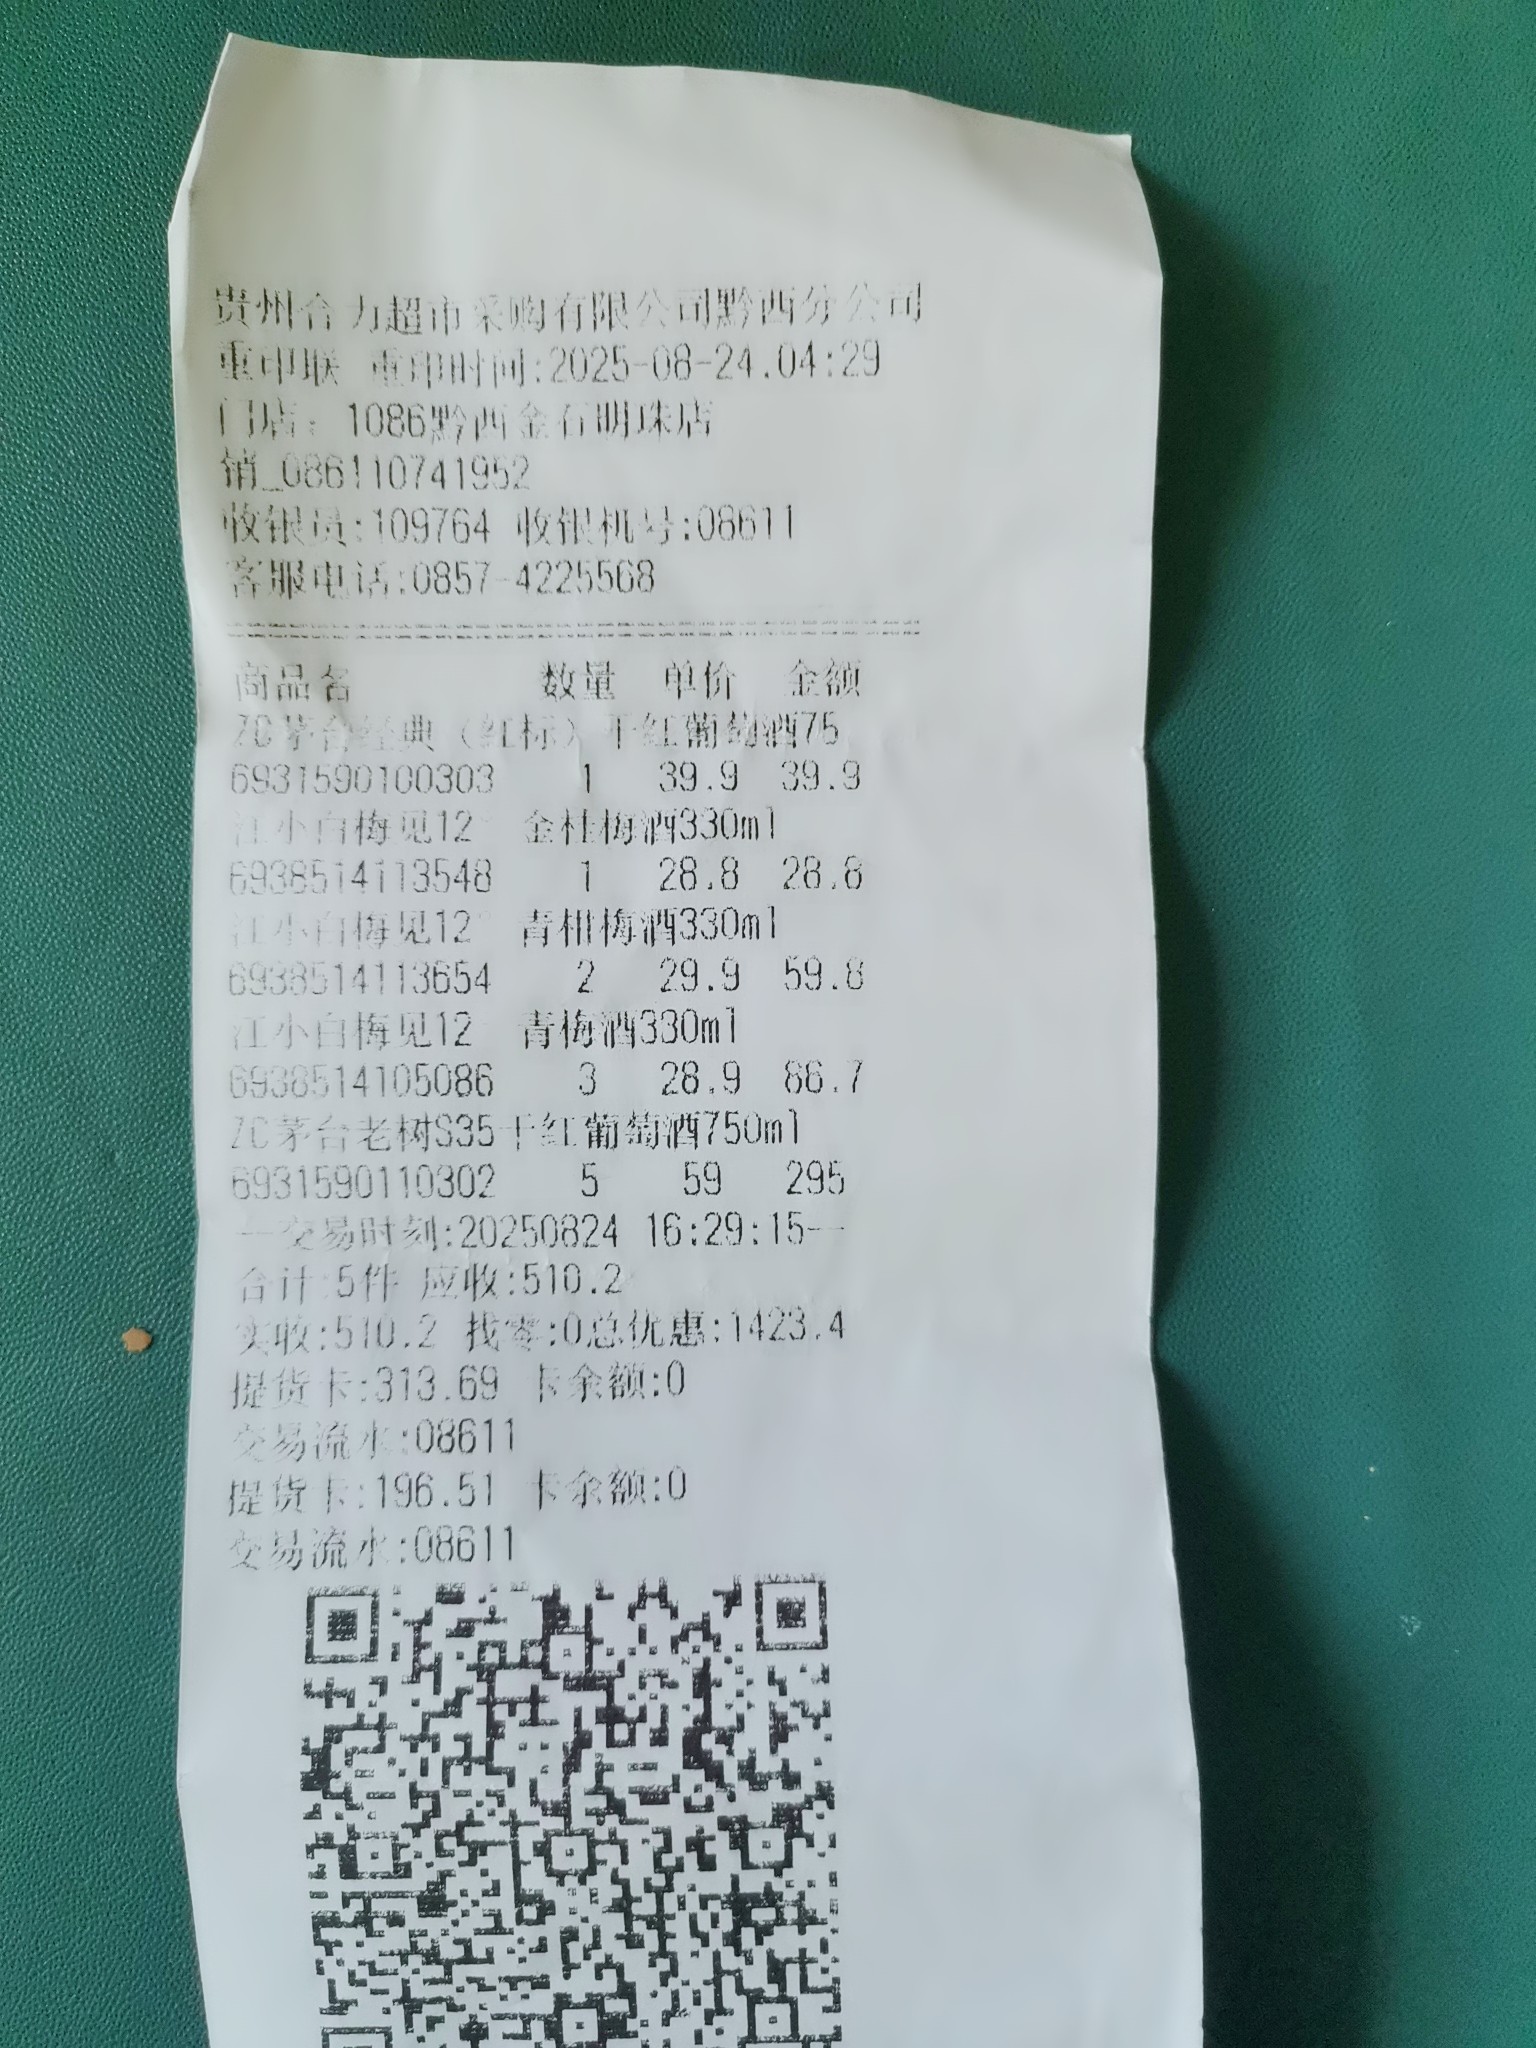 贵州合力超市采购有限公司黔西分公司
重印联 重印时间:2025-08-24.04:29
门店：1086黔西金石明珠店
销_086110741952
收银员:109764 收银机号:08611
客服电话:0857-4225568
商品名 数量 单价 金额
ZC茅台经典（红标）干红葡萄酒75
6931590100303 1 39.9 39.9
江小白梅见12° 金桂梅酒330ml
6938514113548 1 28.8 28.8
江小白梅见12° 青柑梅酒330ml
6938514113654 2 29.9 59.8
江小白梅见12° 青梅酒330ml
6938514105086 3 28.9 86.7
ZC茅台老树S35干红葡萄酒750ml
6931590110302 5 59 295
--交易时刻:20250824 16:29:15--
合计:5件 应收:510.2
实收:510.2 找零:0总优惠:1423.4
提货卡:313.69 卡余额:0
交易流水:08611
提货卡:196.51 卡余额:0
交易流水:08611